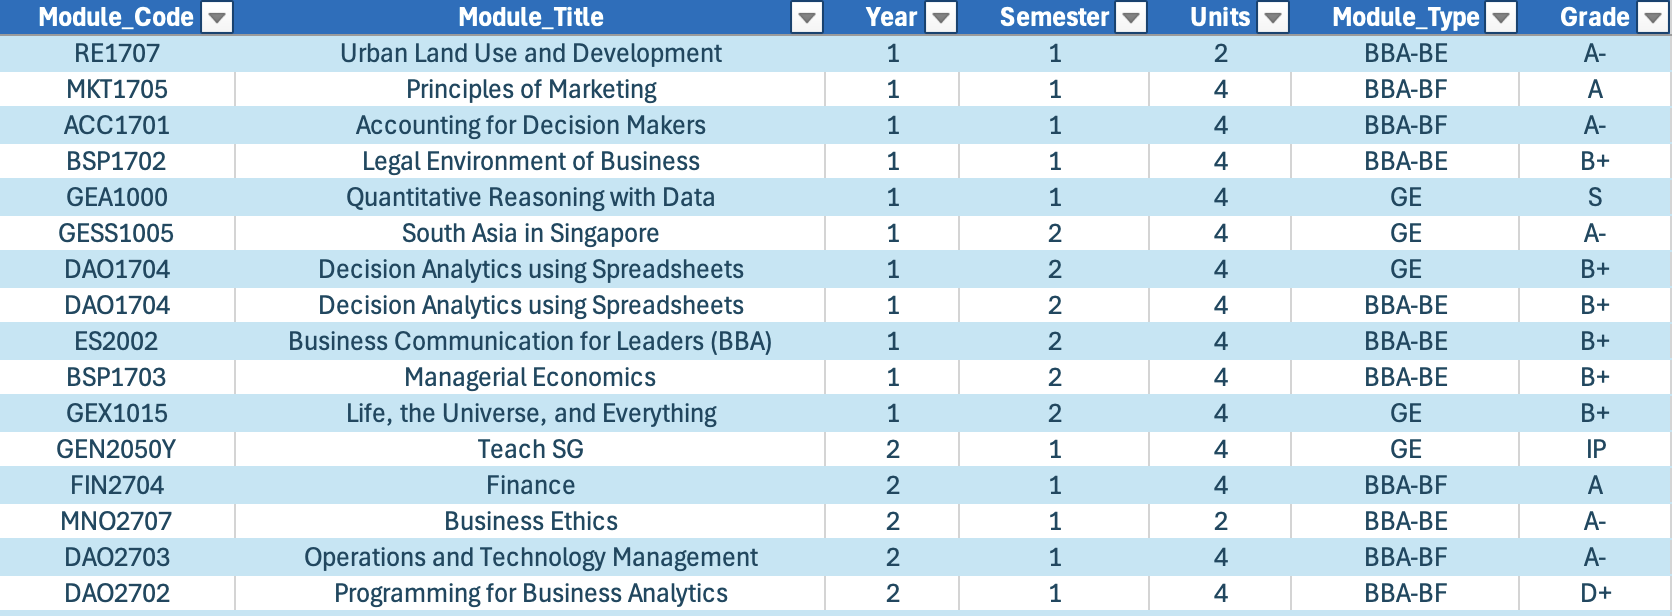 Module_Code Module_Title Year Semester Units Module_Type Grade
RE1707 Urban Land Use and Development 1 1 2 BBA-BE A-
MKT1705 Principles of Marketing 1 1 4 BBA-BF A
ACC1701 Accounting for Decision Makers 1 1 4 BBA-BF A-
BSP1702 Legal Environment of Business 1 1 4 BBA-BE B+
GEA1000 Quantitative Reasoning with Data 1 1 4 GE S
GESS1005 South Asia in Singapore 1 2 4 GE A-
DAO1704 Decision Analytics using Spreadsheets 1 2 4 GE B+
DAO1704 Decision Analytics using Spreadsheets 1 2 4 BBA-BE B+
ES2002 Business Communication for Leaders (BBA) 1 2 4 BBA-BE B+
BSP1703 Managerial Economics 1 2 4 BBA-BE B+
GEX1015 Life, the Universe, and Everything 1 2 4 GE B+
GEN2050Y Teach SG 2 1 4 GE IP
FIN2704 Finance 2 1 4 BBA-BF A
MNO2707 Business Ethics 2 1 2 BBA-BE A-
DAO2703 Operations and Technology Management 2 1 4 BBA-BF A-
DAO2702 Programming for Business Analytics 2 1 4 BBA-BF D+